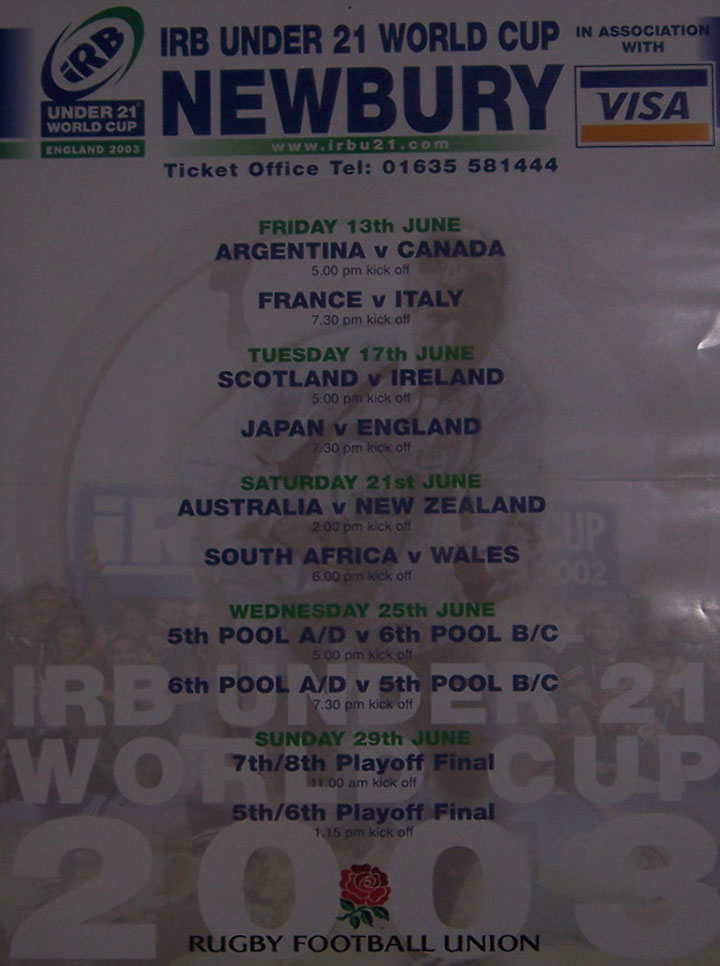 iRB
UNDER 21
WORLD CUP
ENGLAND 2003
IRB UNDER 21 WORLD CUP
NEWBURY
www.irbu21.com
Ticket Office Tel: 01635 581444
IN ASSOCIATION
WITH
VISA
FRIDAY 13th JUNE
ARGENTINA v CANADA
5.00 pm kick off
FRANCE v ITALY
7.30 pm kick off
TUESDAY 17th JUNE
SCOTLAND v IRELAND
5.00 pm kick off
JAPAN v ENGLAND
7.30 pm kick off
SATURDAY 21st JUNE
AUSTRALIA v NEW ZEALAND
2.00 pm kick off
SOUTH AFRICA v WALES
6.00 pm kick off
WEDNESDAY 25th JUNE
5th POOL A/D v 6th POOL B/C
5.00 pm kick off
6th POOL A/D v 5th POOL B/C
7.30 pm kick off
SUNDAY 29th JUNE
7th/8th Playoff Final
11.00 am kick off
5th/6th Playoff Final
1.15 pm kick off
iR
CUP
2002
IRB UNDER 21
WORLD CUP
2003
RUGBY FOOTBALL UNION